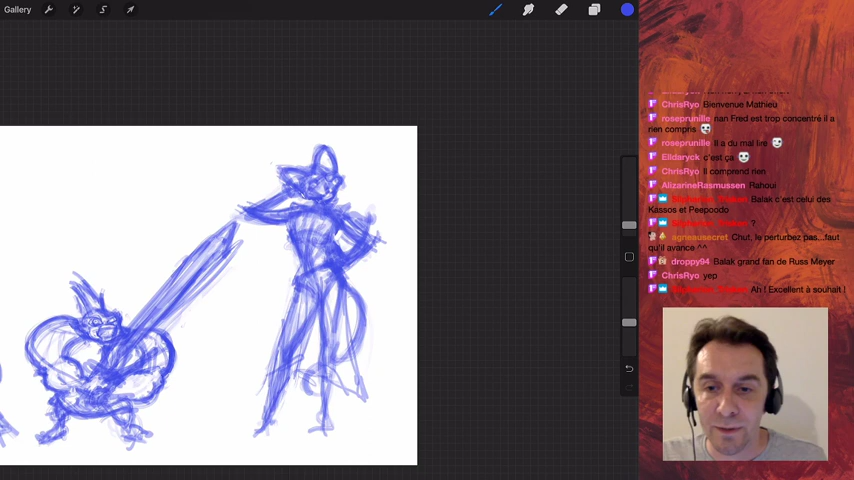 Gallery
ChrisRyo Bienvenue Mathieu
roseprunille nan Fred est trop concentré il a
rien compris
roseprunille Il a du mal lire
Elldaryck c'est ça
ChrisRyo Il comprend rien
AlizarineRasmussen Rahoui
Balak c'est celui des
Kassos et Peepoodo
?
agneausecret Chut, le perturbez pas...faut
qu'il avance ^^
droppy94 Balak grand fan de Russ Meyer
ChrisRyo yep
Ah ! Excellent à souhait !